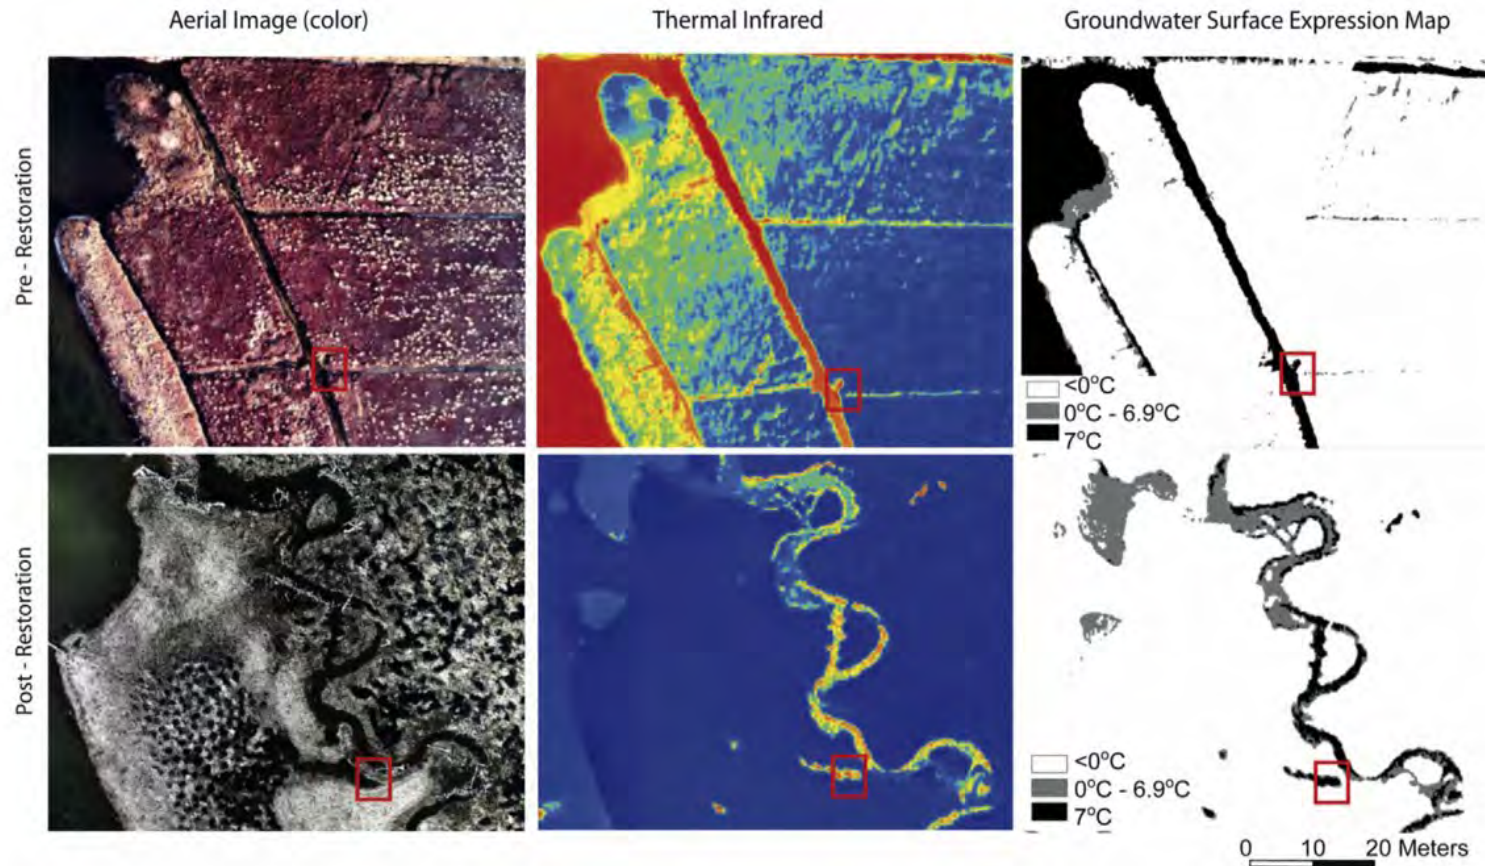 Aerial Image (color)
Thermal Infrared
Groundwater Surface Expression Map
Pre - Restoration
<0°C
0°C - 6.9°C
7°C
Post - Restoration
<0°C
0°C - 6.9°C
7°C
0 10 20 Meters